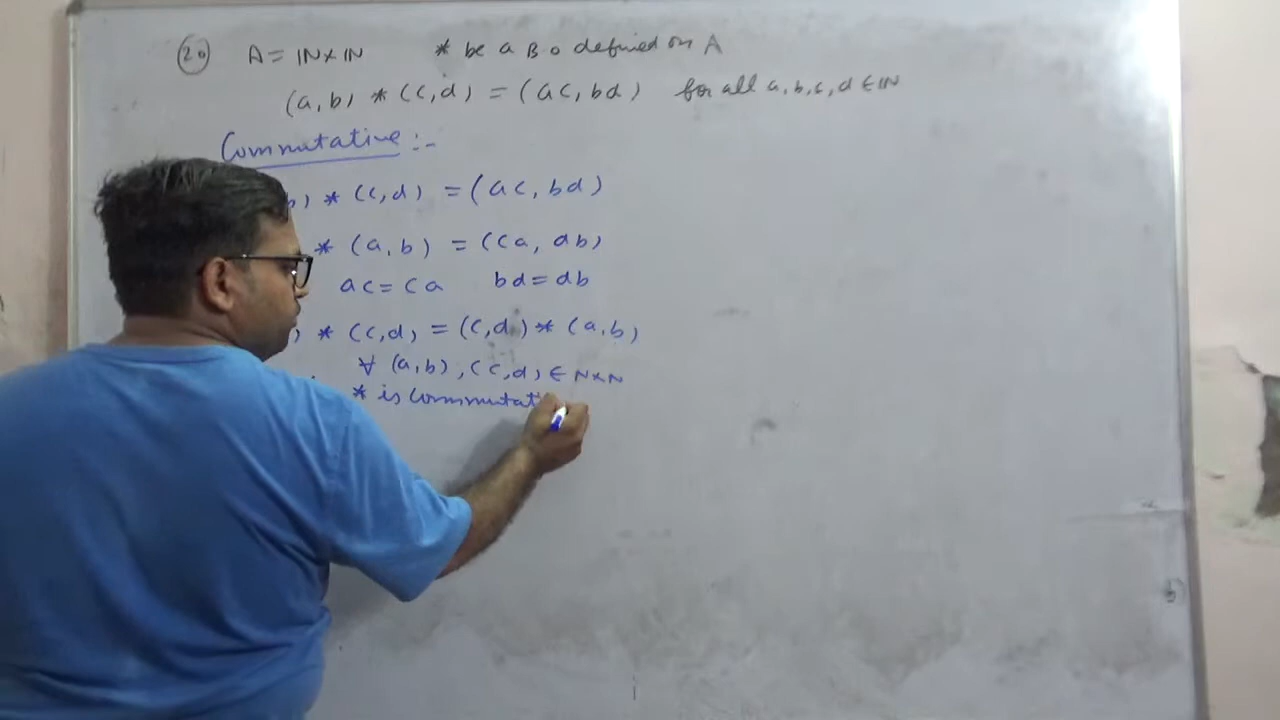 20 A = IN×IN * be a B o defined on A
(a,b) * (c,d) = (ac, bd) for all a,b,c,d ∈ IN
Commutative :-
b) * (c,d) = (ac, bd)
* (a,b) = (ca, db)
ac = ca bd = db
) * (c,d) = (c,d) * (a,b)
∀ (a,b), (c,d) ∈ N×N
* is commutat